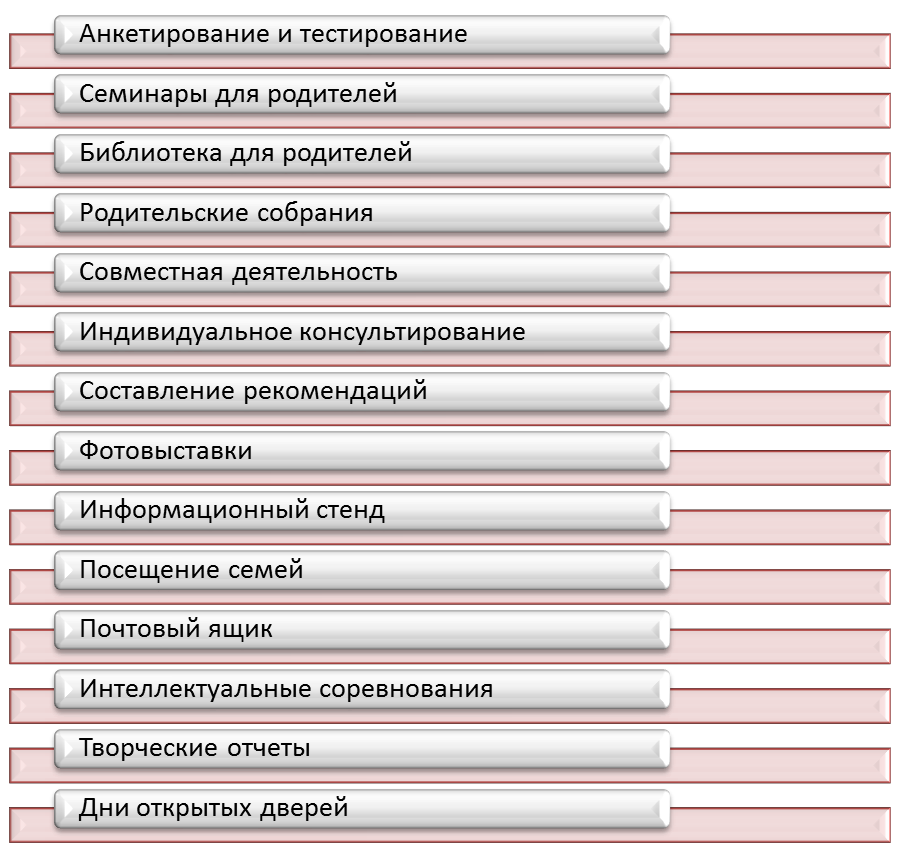 Анкетирование и тестирование
Семинары для родителей
Библиотека для родителей
Родительские собрания
Совместная деятельность
Индивидуальное консультирование
Составление рекомендаций
Фотовыставки
Информационный стенд
Посещение семей
Почтовый ящик
Интеллектуальные соревнования
Творческие отчеты
Дни открытых дверей